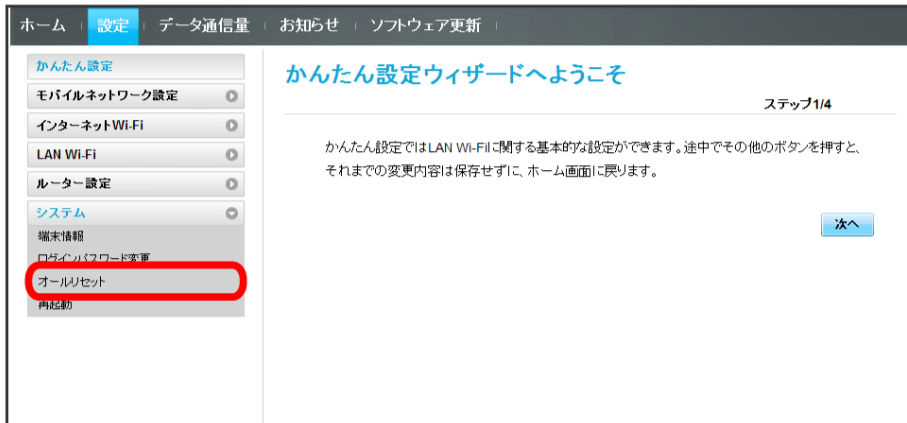 ホーム 設定 データ通信量 お知らせ ソフトウェア更新
かんたん設定
モバイルネットワーク設定
インターネットWi-Fi
LAN Wi-Fi
ルーター設定
システム
端末情報
ログインパスワード変更
オールリセット
再起動
かんたん設定ウィザードへようこそ
ステップ1/4
かんたん設定ではLAN Wi-Fiに関する基本的な設定ができます。途中でその他のボタンを押すと、
それまでの変更内容は保存せずに、ホーム画面に戻ります。
次へ